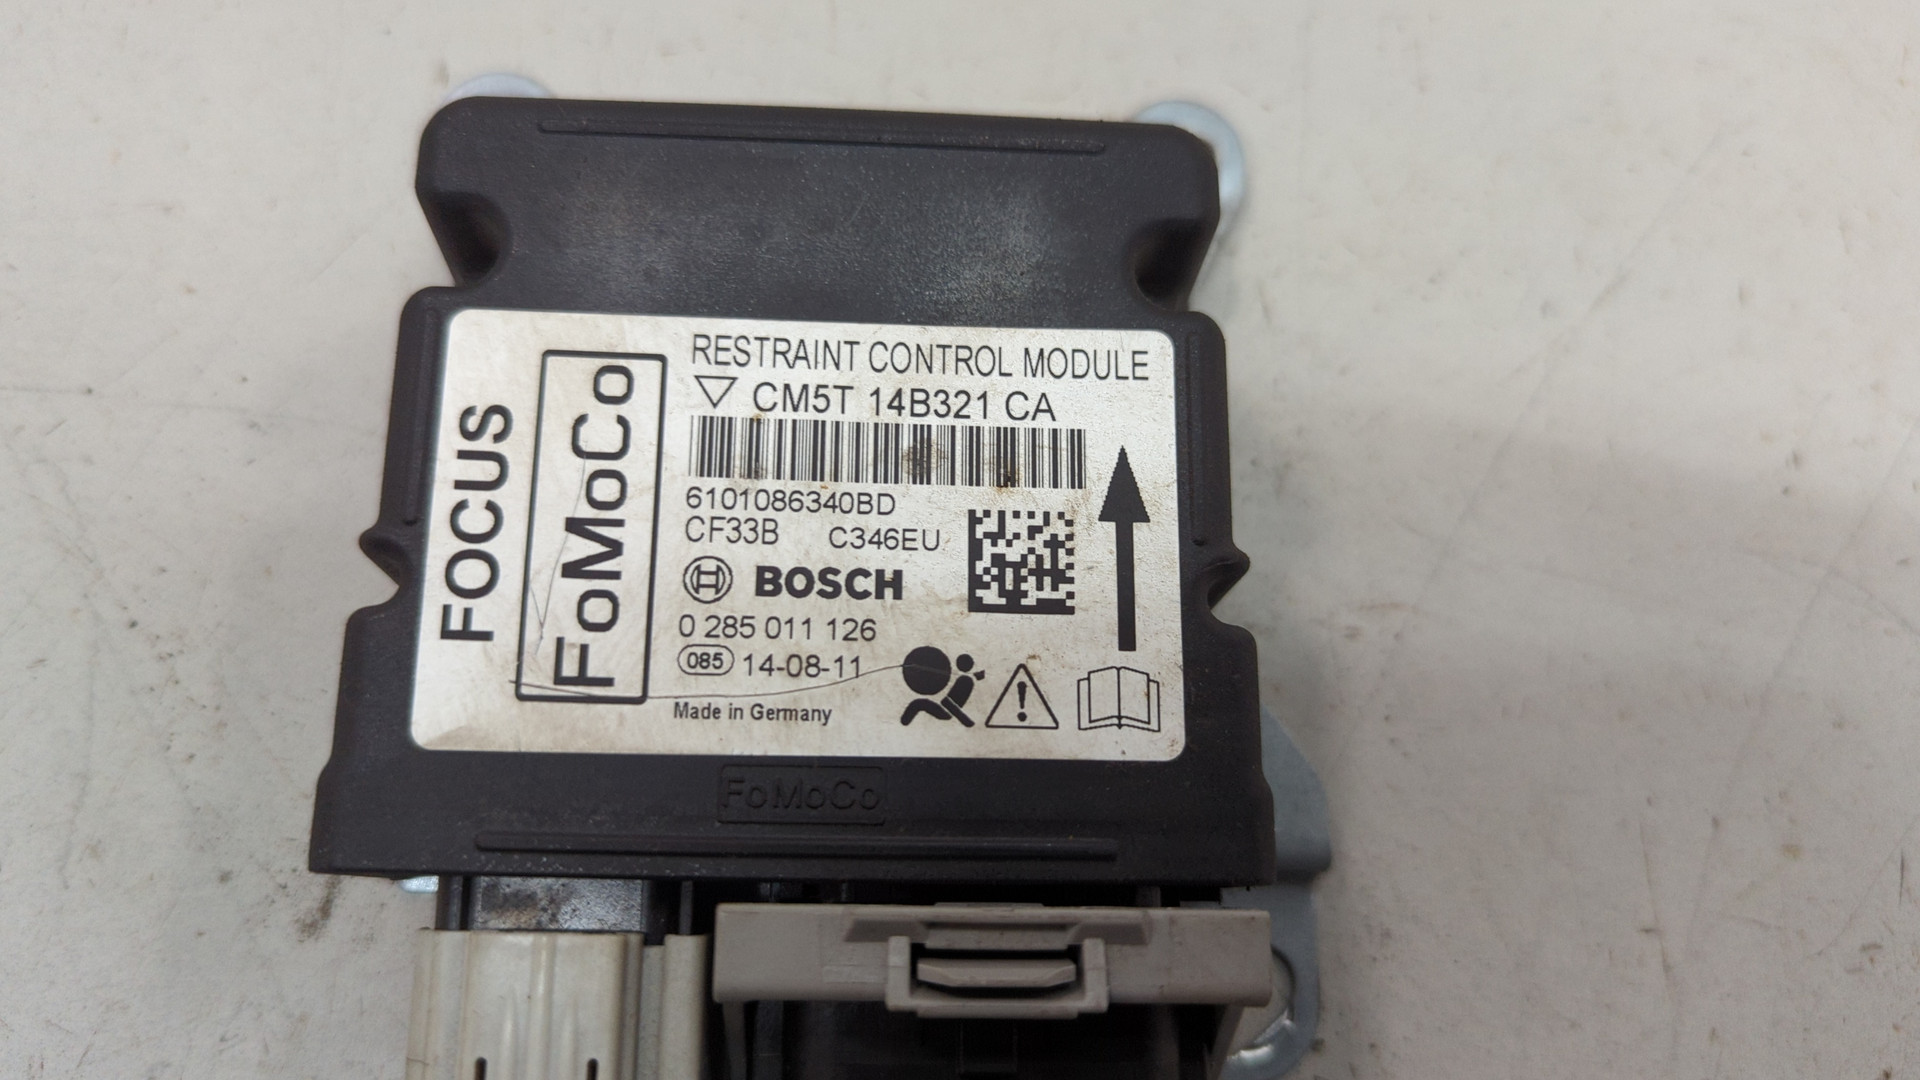 FOCUS
FoMoCo
RESTRAINT CONTROL MODULE
CM5T 14B321 CA
6101086340BD
CF33B C346EU
BOSCH
0 285 011 126
085 14-08-11
Made in Germany
FoMoCo